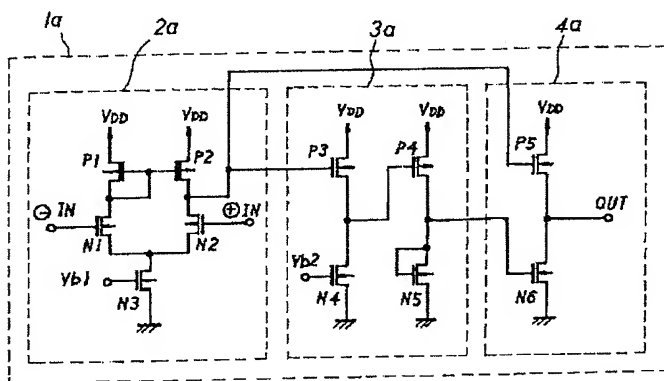 1a
2a
3a
4a
VDD
VDD
VDD
VDD
VDD
P1
P2
P3
P4
P5
⊖ IN
⊕ IN
OUT
N1
N2
Vb1
N3
Vb2
N4
N5
N6